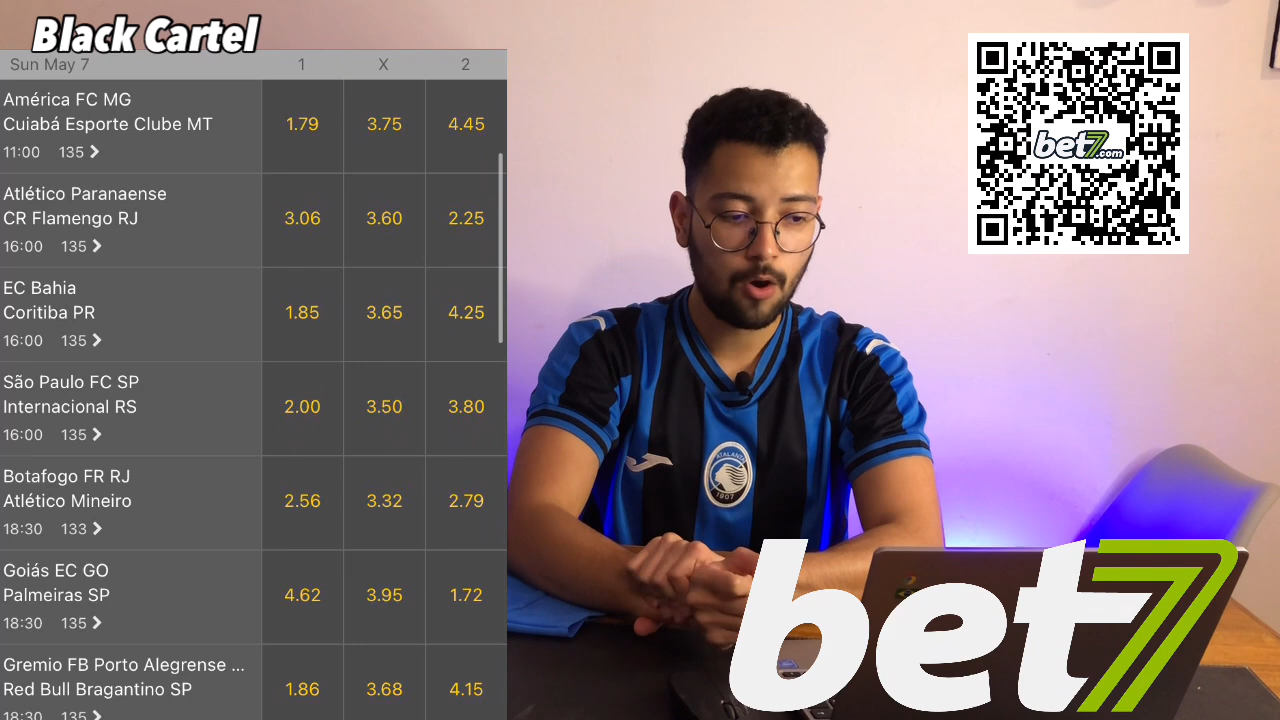 Black Cartel
Sun May 7 1 X 2
América FC MG
Cuiabá Esporte Clube MT
1.79 3.75 4.45
11:00 135
Atlético Paranaense
CR Flamengo RJ
3.06 3.60 2.25
16:00 135
EC Bahia
Coritiba PR
1.85 3.65 4.25
16:00 135
São Paulo FC SP
Internacional RS
2.00 3.50 3.80
16:00 135
Botafogo FR RJ
Atlético Mineiro
2.56 3.32 2.79
18:30 133
Goiás EC GO
Palmeiras SP
4.62 3.95 1.72
18:30 135
Gremio FB Porto Alegrense ...
Red Bull Bragantino SP
1.86 3.68 4.15
18:30 135
bet7.com
ATALANTA
1907
bet7